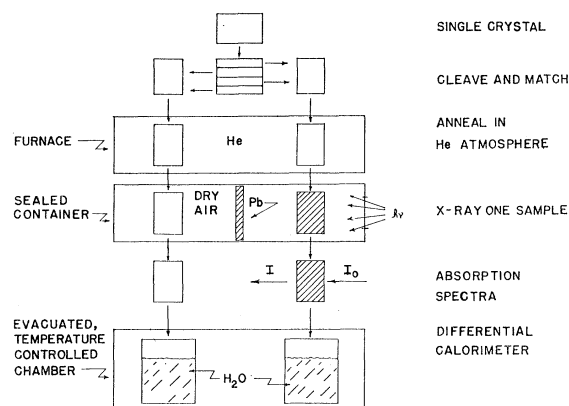 SINGLE CRYSTAL
CLEAVE AND MATCH
ANNEAL IN
He ATMOSPHERE
FURNACE
He
SEALED
CONTAINER
DRY
AIR
Pb
hν
X-RAY ONE SAMPLE
I
I₀
ABSORPTION
SPECTRA
EVACUATED,
TEMPERATURE
CONTROLLED
CHAMBER
H₂O
DIFFERENTIAL
CALORIMETER